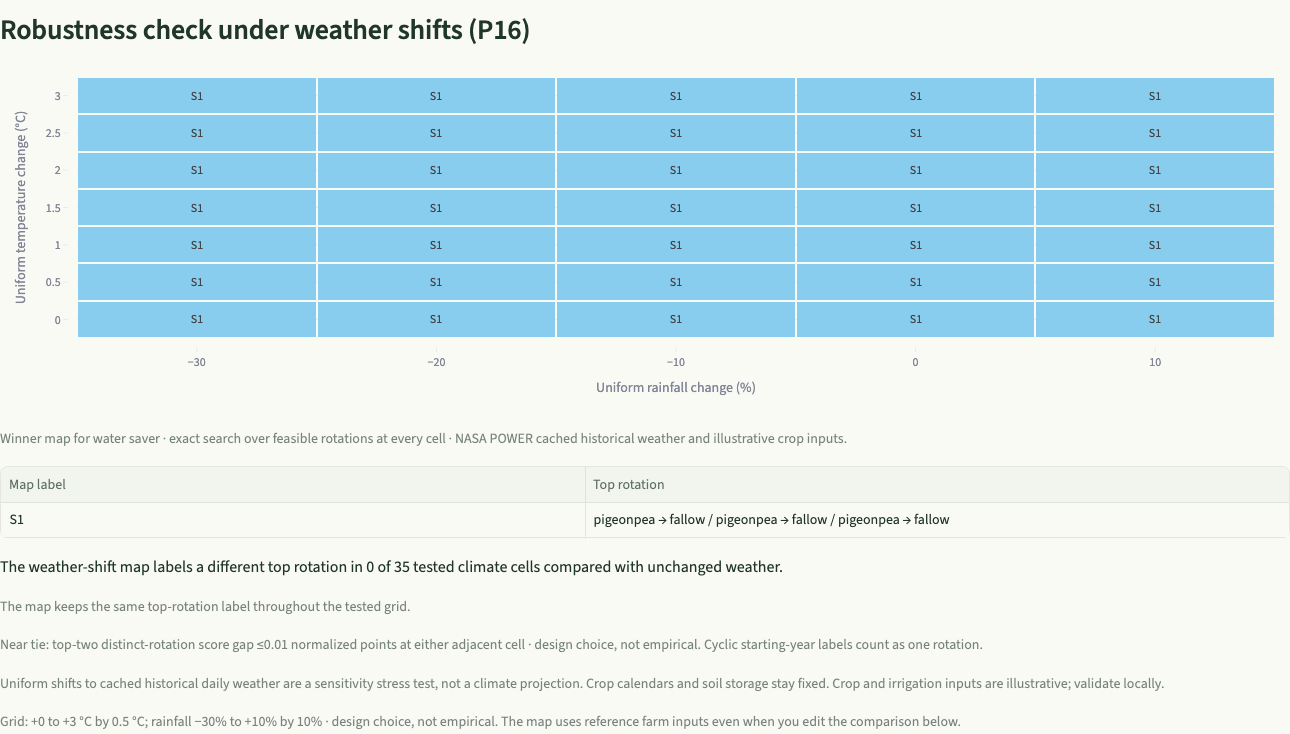 Robustness check under weather shifts (P16)
Uniform temperature change (°C)
3 S1 S1 S1 S1 S1
2.5 S1 S1 S1 S1 S1
2 S1 S1 S1 S1 S1
1.5 S1 S1 S1 S1 S1
1 S1 S1 S1 S1 S1
0.5 S1 S1 S1 S1 S1
0 S1 S1 S1 S1 S1
−30 −20 −10 0 10
Uniform rainfall change (%)
Winner map for water saver · exact search over feasible rotations at every cell · NASA POWER cached historical weather and illustrative crop inputs.
Map label Top rotation
S1 pigeonpea → fallow / pigeonpea → fallow / pigeonpea → fallow
The weather-shift map labels a different top rotation in 0 of 35 tested climate cells compared with unchanged weather.
The map keeps the same top-rotation label throughout the tested grid.
Near tie: top-two distinct-rotation score gap ≤0.01 normalized points at either adjacent cell · design choice, not empirical. Cyclic starting-year labels count as one rotation.
Uniform shifts to cached historical daily weather are a sensitivity stress test, not a climate projection. Crop calendars and soil storage stay fixed. Crop and irrigation inputs are illustrative; validate locally.
Grid: +0 to +3 °C by 0.5 °C; rainfall −30% to +10% by 10% · design choice, not empirical. The map uses reference farm inputs even when you edit the comparison below.